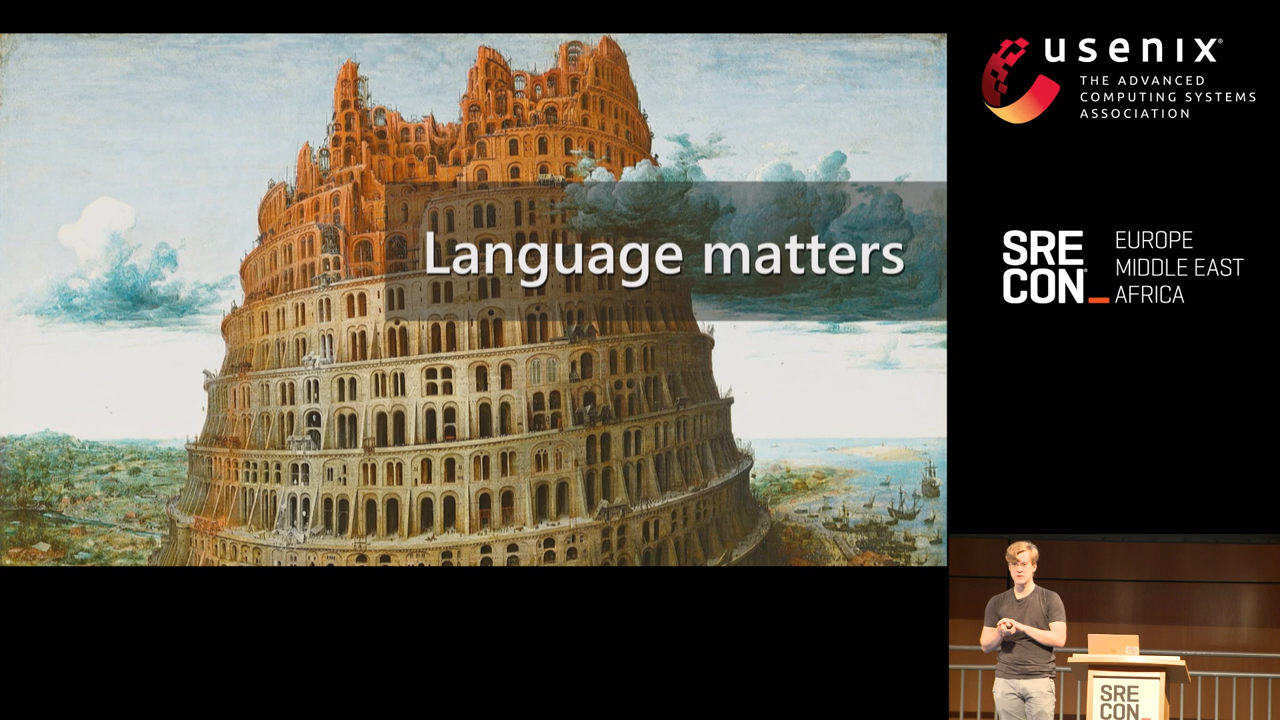 Language matters
usenix®
THE ADVANCED
COMPUTING SYSTEMS
ASSOCIATION
SRE
CON
EUROPE
MIDDLE EAST
AFRICA
SRE
CON